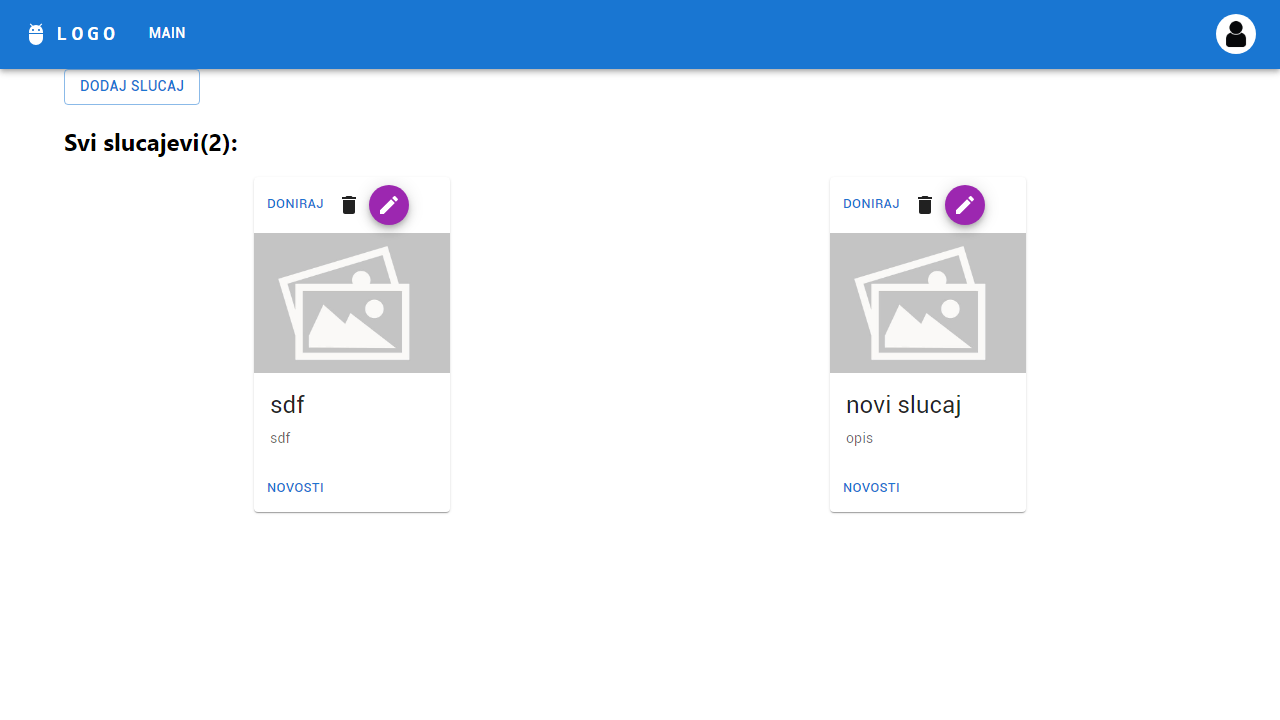 LOGO MAIN
DODAJ SLUCAJ
Svi slucajevi(2):
DONIRAJ
sdf
sdf
NOVOSTI
DONIRAJ
novi slucaj
opis
NOVOSTI